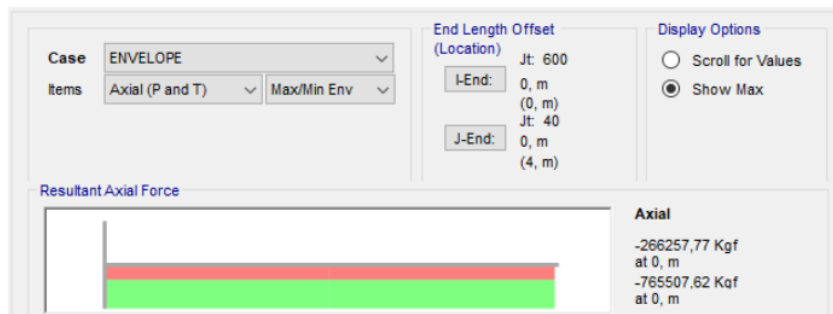 Case ENVELOPE
Items Axial (P and T) Max/Min Env
End Length Offset
(Location)
Jt: 600
I-End: 0, m
(0, m)
Jt: 40
J-End: 0, m
(4, m)
Display Options
Scroll for Values
Show Max
Resultant Axial Force
Axial
-266257,77 Kgf
at 0, m
-765507,62 Kgf
at 0, m